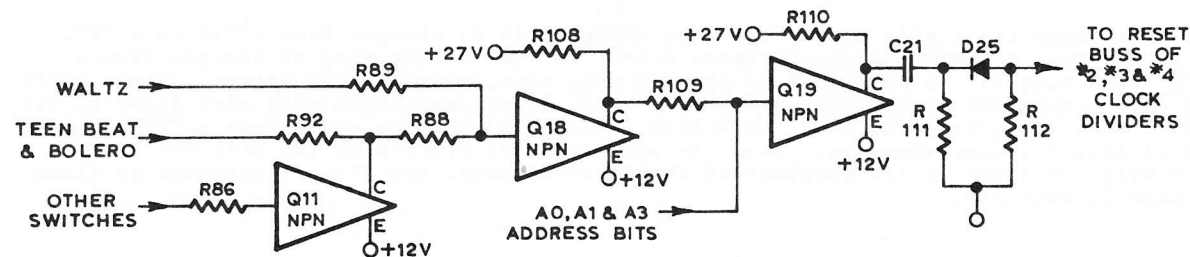 R110
+27V
R108
+27V
C21
D25
TO RESET
BUSS OF
*2, *3 & *4
CLOCK
DIVIDERS
R89
WALTZ
R109
C
Q19
NPN
E
C
R92
R88
TEEN BEAT
& BOLERO
Q18
NPN
E
R
111
R
112
+12V
+12V
R86
C
Q11
NPN
E
OTHER
SWITCHES
+12V
A0, A1 & A3
ADDRESS BITS